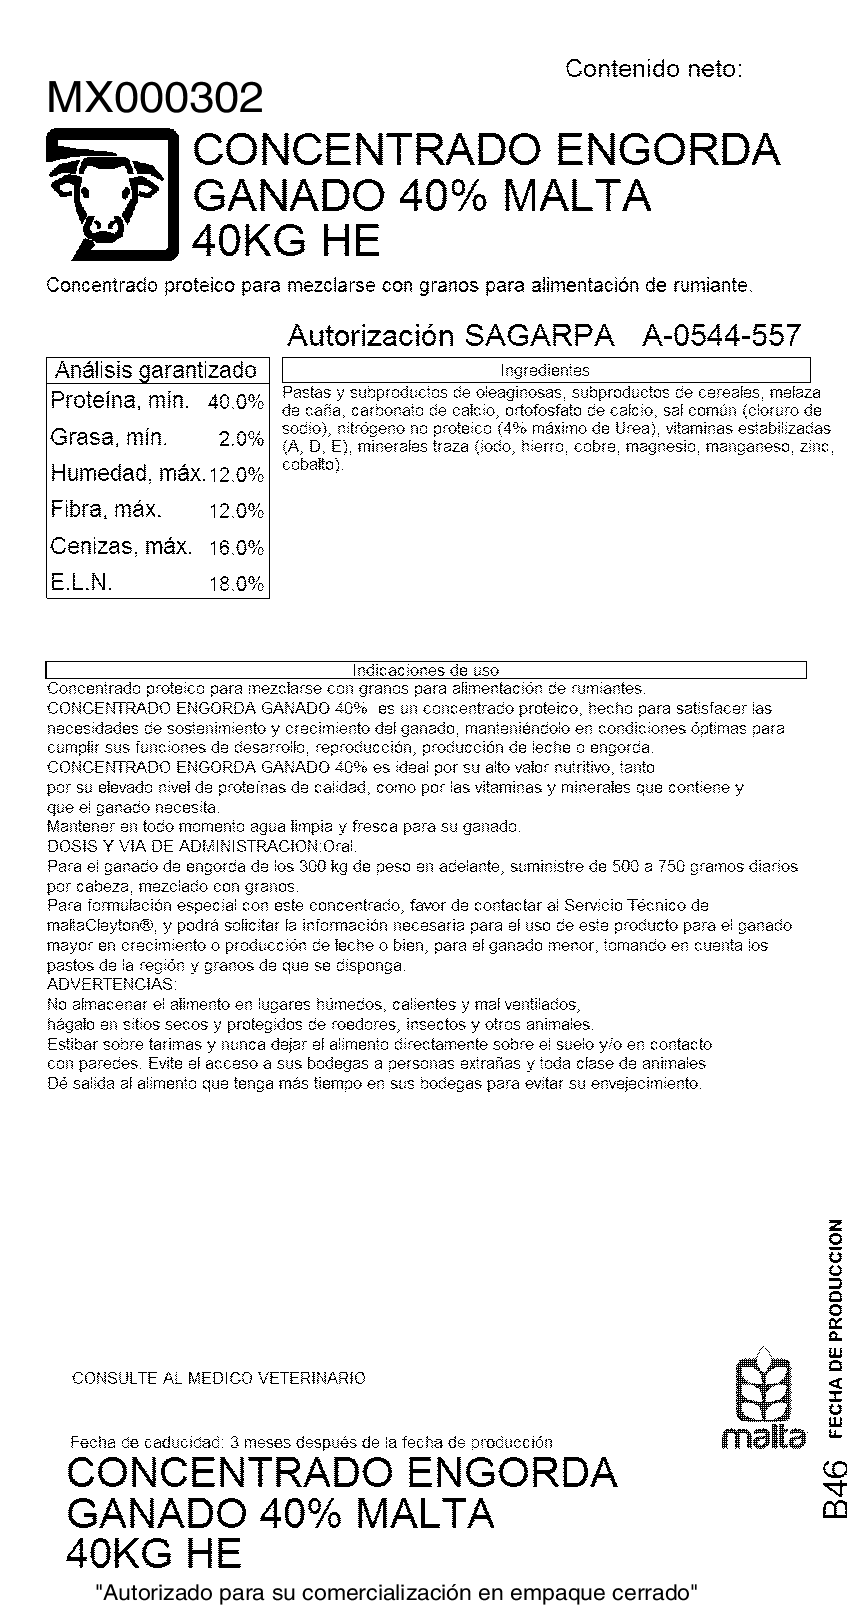 Contenido neto:
MX000302
CONCENTRADO ENGORDA
GANADO 40% MALTA
40KG HE
Concentrado proteico para mezclarse con granos para alimentación de rumiante.
Autorización SAGARPA A-0544-557
Análisis garantizado
Proteína, mín. 40.0%
Grasa, mín. 2.0%
Humedad, máx. 12.0%
Fibra, máx. 12.0%
Cenizas, máx. 16.0%
E.L.N. 18.0%
Ingredientes
Pastas y subproductos de oleaginosas, subproductos de cereales, melaza
de caña, carbonato de calcio, ortofosfato de calcio, sal común (cloruro de
sodio), nitrógeno no proteico (4% máximo de Urea), vitaminas estabilizadas
(A, D, E), minerales traza (iodo, hierro, cobre, magnesio, manganeso, zinc,
cobalto).
Indicaciones de uso
Concentrado proteico para mezclarse con granos para alimentación de rumiantes.
CONCENTRADO ENGORDA GANADO 40% es un concentrado proteico, hecho para satisfacer las
necesidades de sostenimiento y crecimiento del ganado, manteniéndolo en condiciones óptimas para
cumplir sus funciones de desarrollo, reproducción, producción de leche o engorda.
CONCENTRADO ENGORDA GANADO 40% es ideal por su alto valor nutritivo, tanto
por su elevado nivel de proteínas de calidad, como por las vitaminas y minerales que contiene y
que el ganado necesita.
Mantener en todo momento agua limpia y fresca para su ganado.
DOSIS Y VIA DE ADMINISTRACION:Oral.
Para el ganado de engorda de los 300 kg de peso en adelante, suministre de 500 a 750 gramos diarios
por cabeza, mezclado con granos.
Para formulación especial con este concentrado, favor de contactar al Servicio Técnico de
maltaCleyton®, y podrá solicitar la información necesaria para el uso de este producto para el ganado
mayor en crecimiento o producción de leche o bien, para el ganado menor, tomando en cuenta los
pastos de la región y granos de que se disponga.
ADVERTENCIAS:
No almacenar el alimento en lugares húmedos, calientes y mal ventilados,
hágalo en sitios secos y protegidos de roedores, insectos y otros animales.
Estibar sobre tarimas y nunca dejar el alimento directamente sobre el suelo y/o en contacto
con paredes. Evite el acceso a sus bodegas a personas extrañas y toda clase de animales
Dé salida al alimento que tenga más tiempo en sus bodegas para evitar su envejecimiento.
FECHA DE PRODUCCION
CONSULTE AL MEDICO VETERINARIO
malta
Fecha de caducidad: 3 meses después de la fecha de producción
B46
CONCENTRADO ENGORDA
GANADO 40% MALTA
40KG HE
"Autorizado para su comercialización en empaque cerrado"